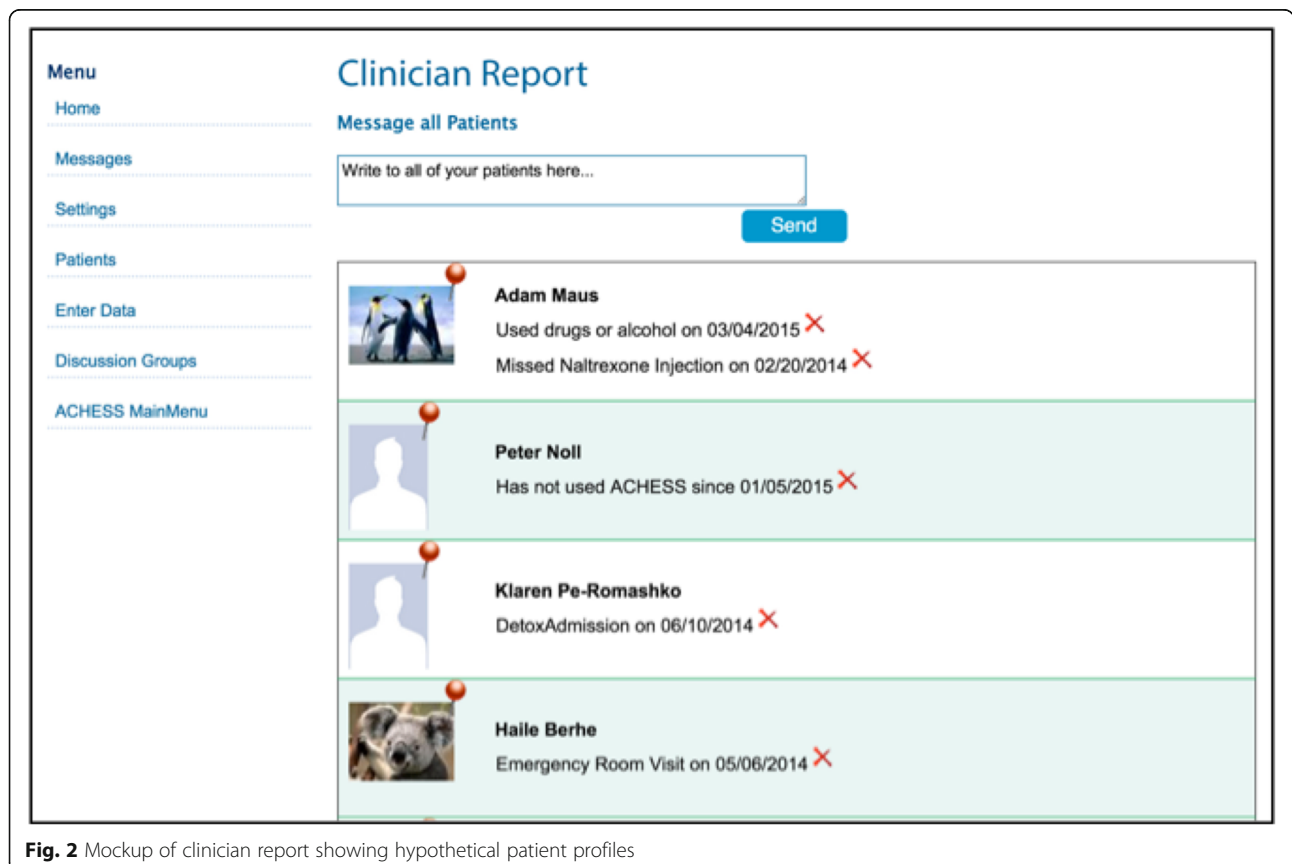 Menu
Home
Messages
Settings
Patients
Enter Data
Discussion Groups
ACHESS MainMenu
Clinician Report
Message all Patients
Write to all of your patients here...
Send
Adam Maus
Used drugs or alcohol on 03/04/2015
Missed Naltrexone Injection on 02/20/2014
Peter Noll
Has not used ACHESS since 01/05/2015
Klaren Pe-Romashko
DetoxAdmission on 06/10/2014
Haile Berhe
Emergency Room Visit on 05/06/2014
Fig. 2 Mockup of clinician report showing hypothetical patient profiles